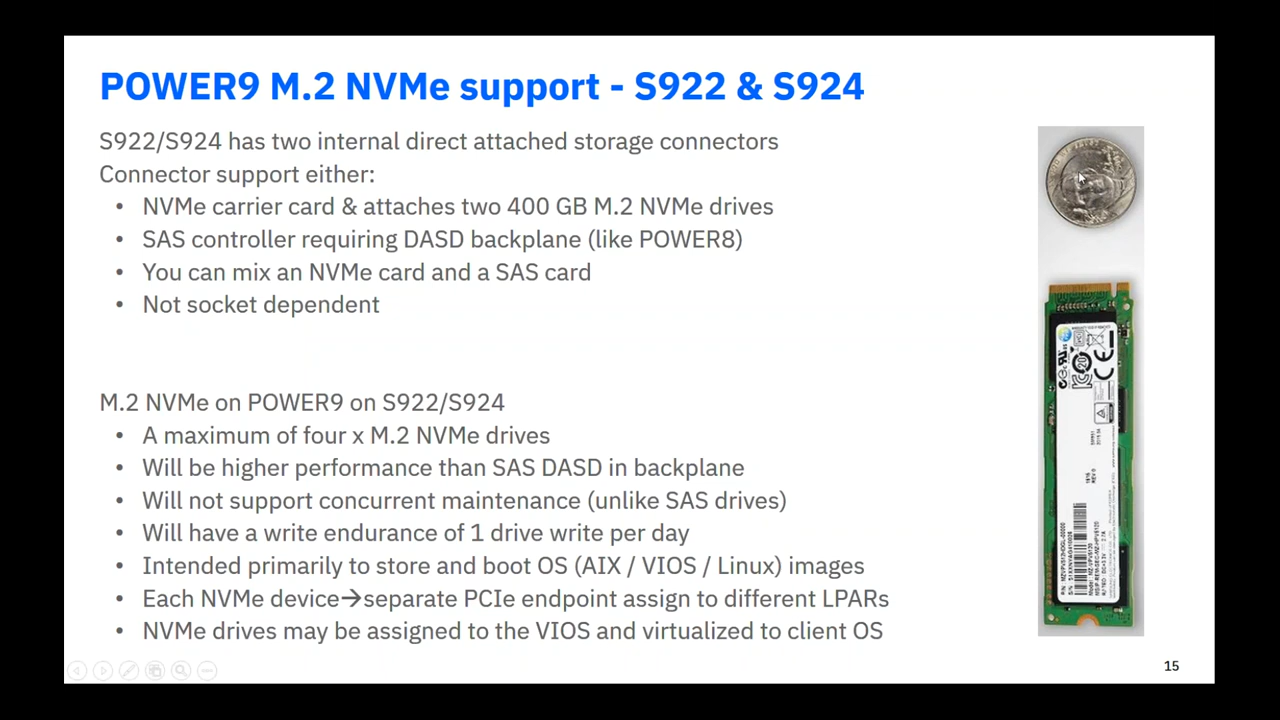 POWER9 M.2 NVMe support - S922 & S924
S922/S924 has two internal direct attached storage connectors
Connector support either:
• NVMe carrier card & attaches two 400 GB M.2 NVMe drives
• SAS controller requiring DASD backplane (like POWER8)
• You can mix an NVMe card and a SAS card
• Not socket dependent
M.2 NVMe on POWER9 on S922/S924
• A maximum of four x M.2 NVMe drives
• Will be higher performance than SAS DASD in backplane
• Will not support concurrent maintenance (unlike SAS drives)
• Will have a write endurance of 1 drive write per day
• Intended primarily to store and boot OS (AIX / VIOS / Linux) images
• Each NVMe device→separate PCIe endpoint assign to different LPARs
• NVMe drives may be assigned to the VIOS and virtualized to client OS
15